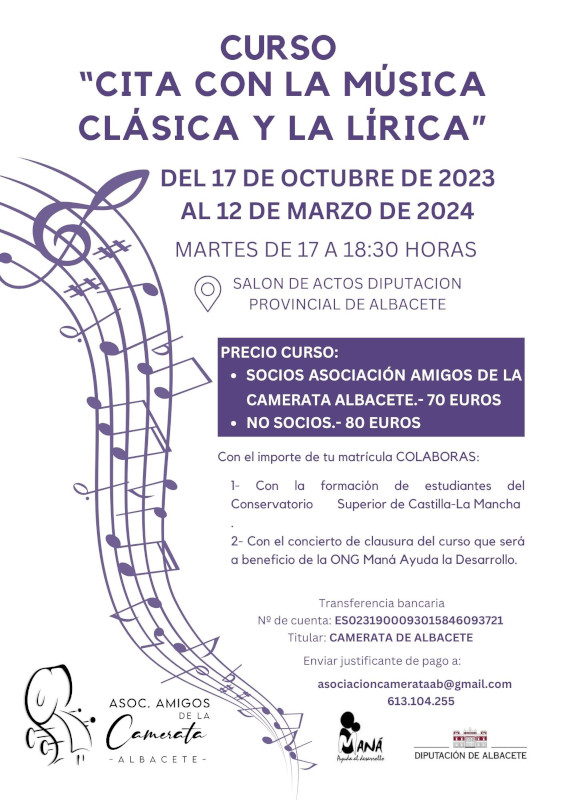 CURSO
“CITA CON LA MÚSICA
CLÁSICA Y LA LÍRICA”
DEL 17 DE OCTUBRE DE 2023
AL 12 DE MARZO DE 2024
MARTES DE 17 A 18:30 HORAS
SALON DE ACTOS DIPUTACION
PROVINCIAL DE ALBACETE
PRECIO CURSO:
• SOCIOS ASOCIACIÓN AMIGOS DE LA
CAMERATA ALBACETE.- 70 EUROS
• NO SOCIOS.- 80 EUROS
Con el importe de tu matrícula COLABORAS:
1- Con la formación de estudiantes del
Conservatorio Superior de Castilla-La Mancha
.
2- Con el concierto de clausura del curso que será
a beneficio de la ONG Maná Ayuda la Desarrollo.
Transferencia bancaria
Nº de cuenta: ES0231900093015846093721
Titular: CAMERATA DE ALBACETE
Enviar justificante de pago a:
asociacioncamerataab@gmail.com
613.104.255
ASOC. AMIGOS
DE LA
Camerata
- ALBACETE -
MANÁ
Ayuda al desarrollo
DIPUTACIÓN DE ALBACETE